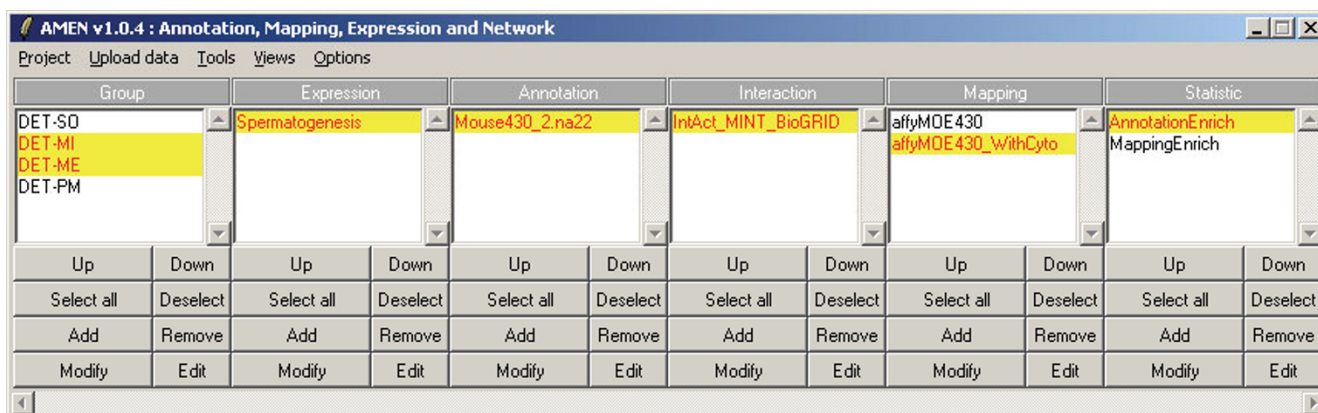 AMEN v1.0.4 : Annotation, Mapping, Expression and Network
Project Upload data Tools Views Options
Group Expression Annotation Interaction Mapping Statistic
DET-SO Spermatogenesis Mouse430_2.na22 IntAct_MINT_BioGRID affyMOE430 AnnotationEnrich
DET-MI affyMOE430_WithCyto MappingEnrich
DET-ME
DET-PM
Up Down Up Down Up Down Up Down Up Down Up Down
Select all Deselect Select all Deselect Select all Deselect Select all Deselect Select all Deselect Select all Deselect
Add Remove Add Remove Add Remove Add Remove Add Remove Add Remove
Modify Edit Modify Edit Modify Edit Modify Edit Modify Edit Modify Edit